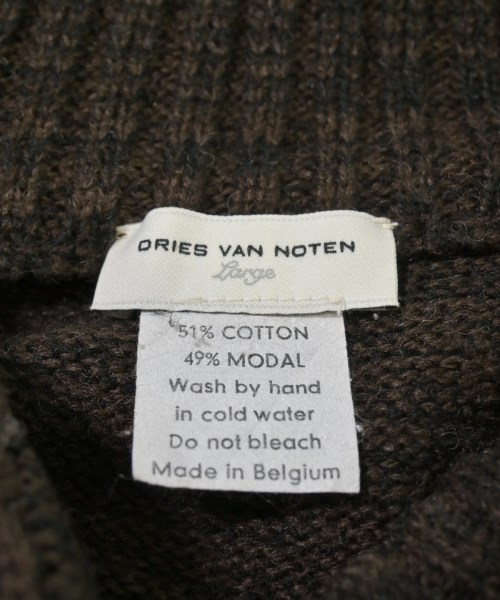 DRIES VAN NOTEN
Large
51% COTTON
49% MODAL
Wash by hand
in cold water
Do not bleach
Made in Belgium